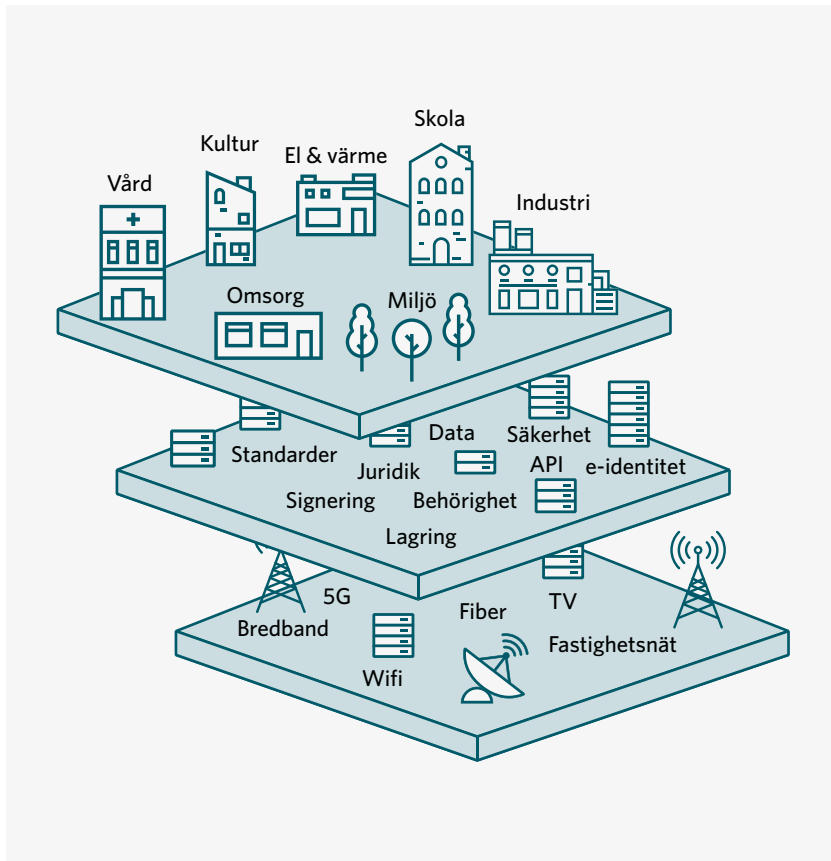 Skola
Kultur
El & värme
Vård
Industri
Omsorg
Miljö
Data
Säkerhet
Standarder
Juridik
API
e-identitet
Signering
Behörighet
Lagring
5G
TV
Fiber
Bredband
Fastighetsnät
Wifi